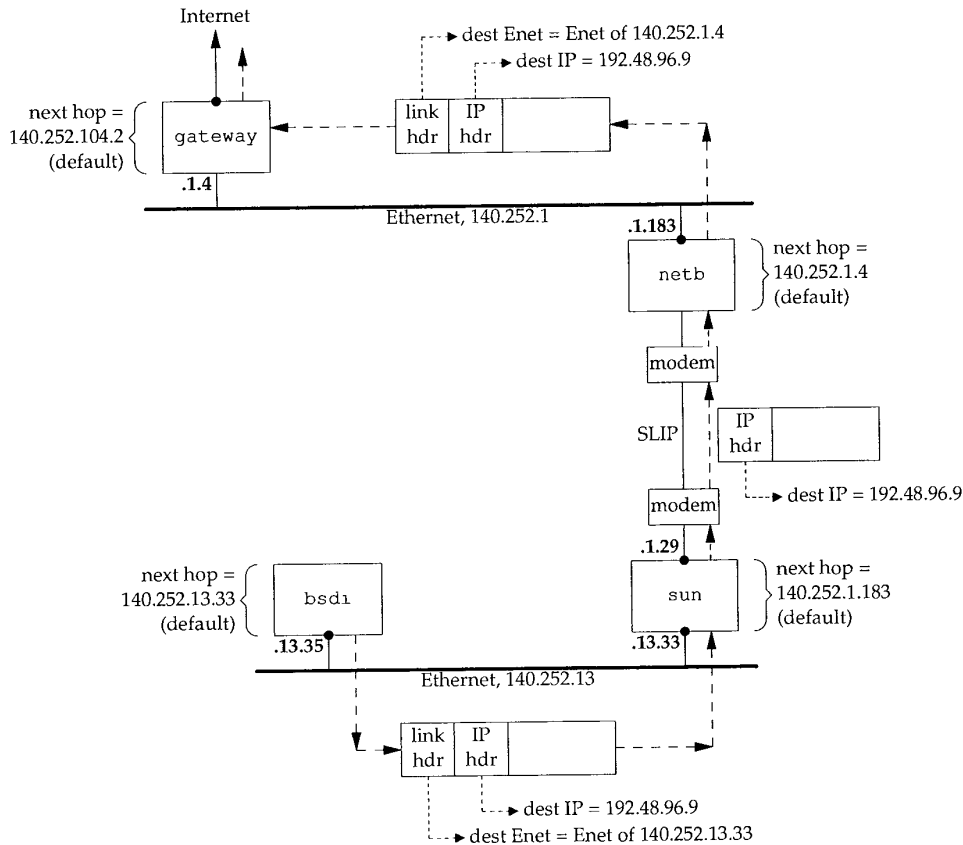 Internet
dest Enet = Enet of 140.252.1.4
dest IP = 192.48.96.9
next hop =
140.252.104.2
(default)
gateway
link
hdr
IP
hdr
.1.4
Ethernet, 140.252.1
.1.183
netb
next hop =
140.252.1.4
(default)
modem
SLIP
IP
hdr
dest IP = 192.48.96.9
modem
.1.29
next hop =
140.252.13.33
(default)
bsdi
sun
next hop =
140.252.1.183
(default)
.13.35
.13.33
Ethernet, 140.252.13
link
hdr
IP
hdr
dest IP = 192.48.96.9
dest Enet = Enet of 140.252.13.33